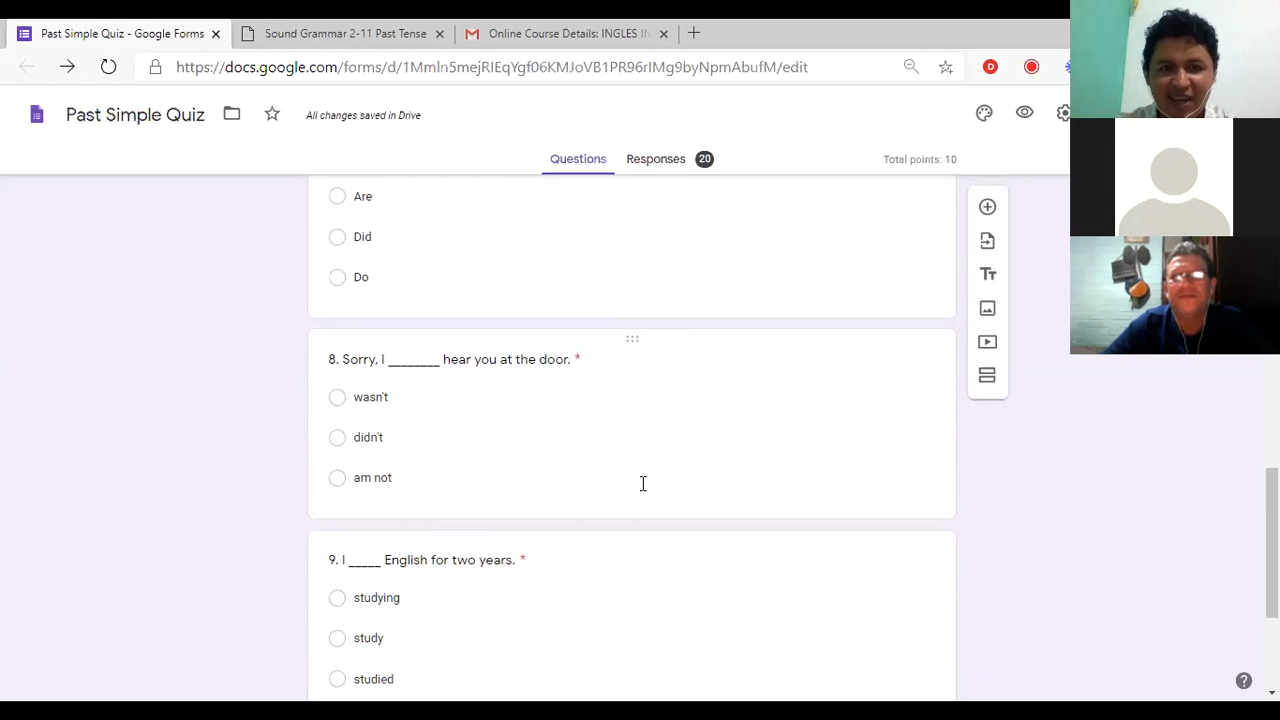 Past Simple Quiz - Google Forms
Sound Grammar 2-11 Past Tense
Online Course Details: INGLES IN
https://docs.google.com/forms/d/1Mmln5mejRlEqYgf06KMJoVB1PR96rIMg9byNpmAbufM/edit
Past Simple Quiz
All changes saved in Drive
Questions
Responses 20
Total points: 10
Are
Did
Do
8. Sorry, I ________ hear you at the door. *
wasn't
didn't
am not
9. I _____ English for two years. *
studying
study
studied